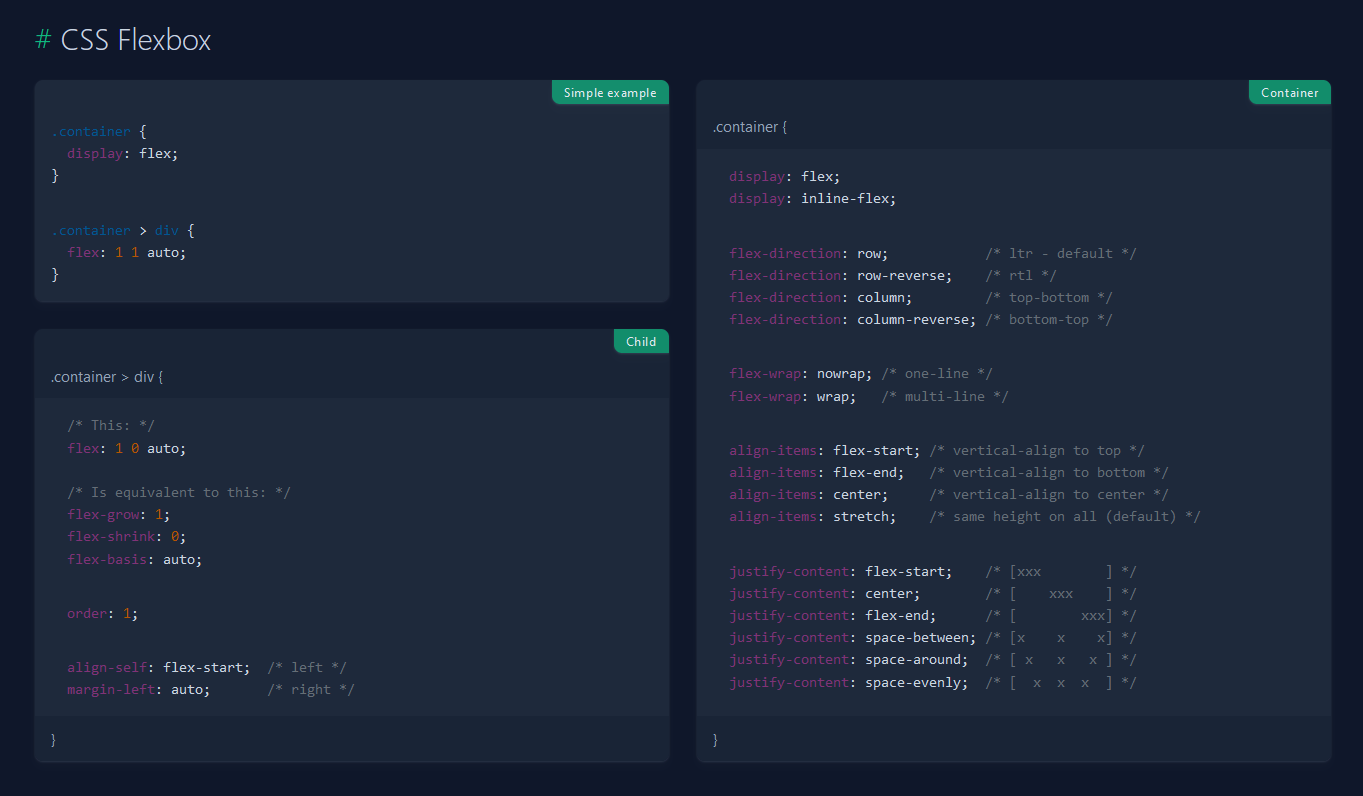 # CSS Flexbox
Simple example
.container {
  display: flex;
}
.container > div {
  flex: 1 1 auto;
}
Child
.container > div {
  /* This: */
  flex: 1 0 auto;
  /* Is equivalent to this: */
  flex-grow: 1;
  flex-shrink: 0;
  flex-basis: auto;
  order: 1;
  align-self: flex-start;  /* left */
  margin-left: auto;       /* right */
}
Container
.container {
  display: flex;
  display: inline-flex;
  flex-direction: row;            /* ltr - default */
  flex-direction: row-reverse;    /* rtl */
  flex-direction: column;         /* top-bottom */
  flex-direction: column-reverse; /* bottom-top */
  flex-wrap: nowrap; /* one-line */
  flex-wrap: wrap;   /* multi-line */
  align-items: flex-start; /* vertical-align to top */
  align-items: flex-end;   /* vertical-align to bottom */
  align-items: center;     /* vertical-align to center */
  align-items: stretch;    /* same height on all (default) */
  justify-content: flex-start;    /* [xxx        ] */
  justify-content: center;        /* [    xxx    ] */
  justify-content: flex-end;      /* [        xxx] */
  justify-content: space-between; /* [x    x    x] */
  justify-content: space-around;  /* [ x   x   x ] */
  justify-content: space-evenly;  /* [  x  x  x  ] */
}